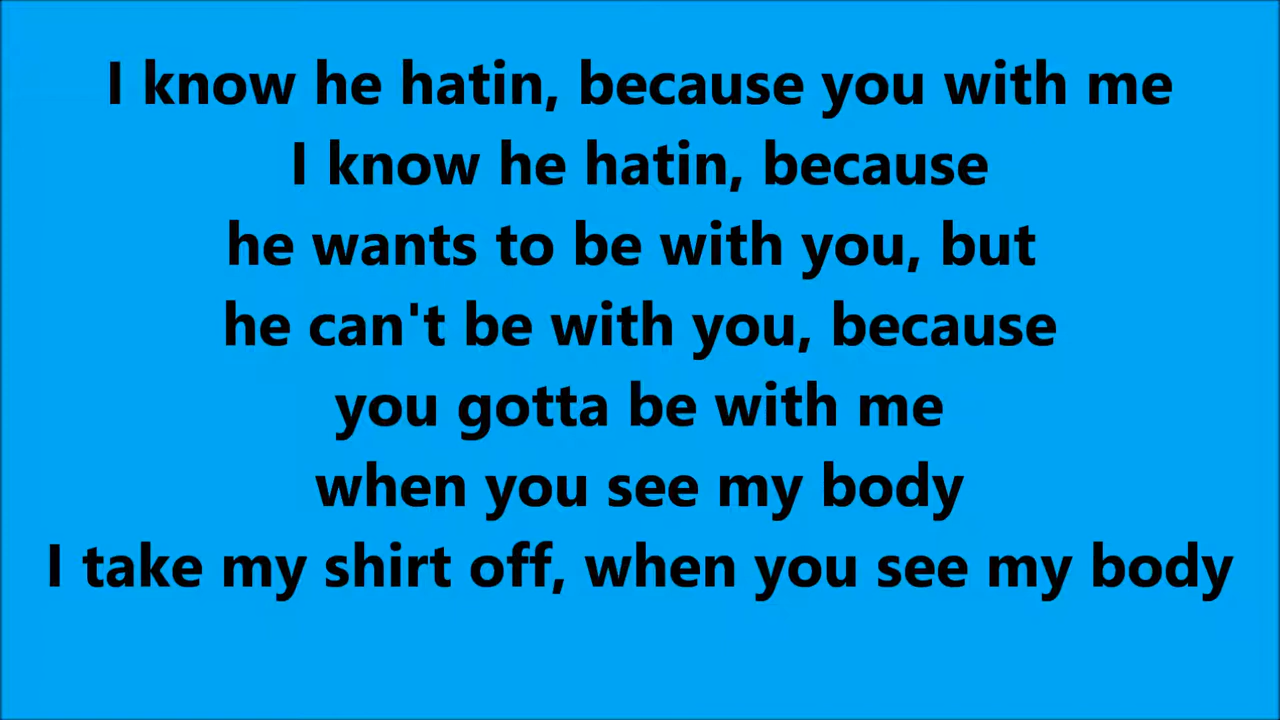 I know he hatin, because you with me
I know he hatin, because
he wants to be with you, but
he can't be with you, because
you gotta be with me
when you see my body
I take my shirt off, when you see my body